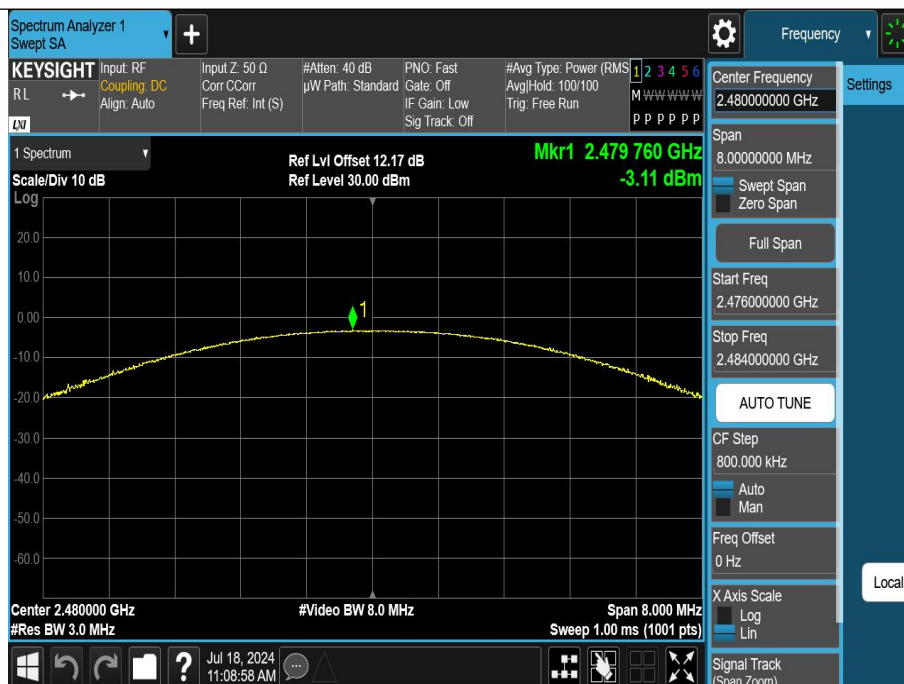 Spectrum Analyzer 1
Swept SA
Frequency
KEYSIGHT
RL
LXI
Input: RF
Coupling: DC
Align: Auto
Input Z: 50 Ω
Corr CCorr
Freq Ref: Int (S)
#Atten: 40 dB
µW Path: Standard
PNO: Fast
Gate: Off
IF Gain: Low
Sig Track: Off
#Avg Type: Power (RMS
Avg|Hold: 100/100
Trig: Free Run
1 2 3 4 5 6
M W W W W W
P P P P P P
1 Spectrum
Scale/Div 10 dB
Log
Ref Lvl Offset 12.17 dB
Ref Level 30.00 dBm
Mkr1 2.479 760 GHz
-3.11 dBm
20.0
10.0
0.00
-10.0
-20.0
-30.0
-40.0
-50.0
-60.0
1
Center 2.480000 GHz
#Res BW 3.0 MHz
#Video BW 8.0 MHz
Span 8.000 MHz
Sweep 1.00 ms (1001 pts)
Jul 18, 2024
11:08:58 AM
Center Frequency
2.480000000 GHz
Span
8.00000000 MHz
Swept Span
Zero Span
Full Span
Start Freq
2.476000000 GHz
Stop Freq
2.484000000 GHz
AUTO TUNE
CF Step
800.000 kHz
Auto
Man
Freq Offset
0 Hz
X Axis Scale
Log
Lin
Signal Track
(Span Zoom)
Settings
Local